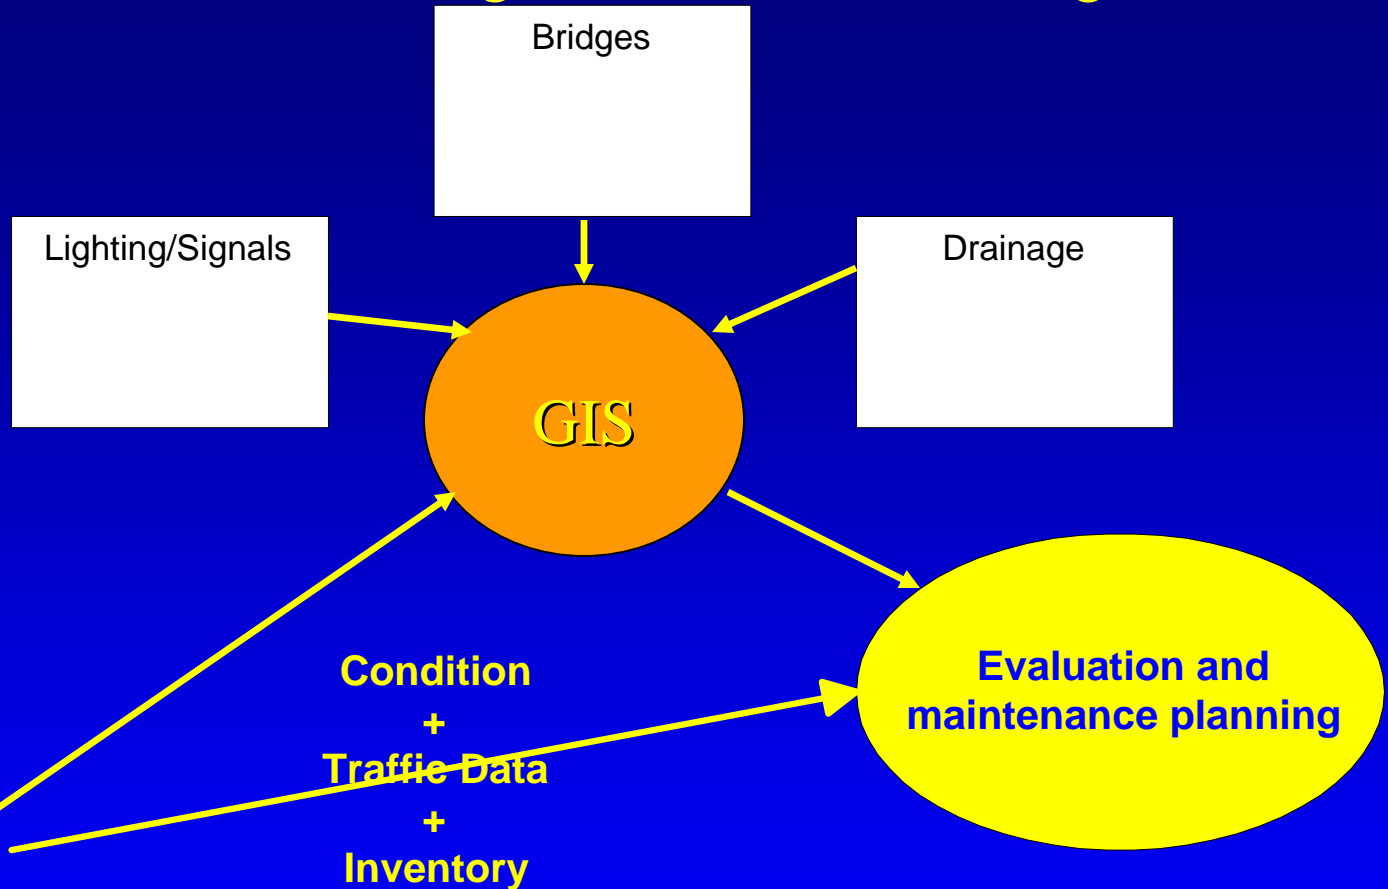 Bridges
Lighting/Signals
Drainage
GIS
Condition
+
Traffic Data
+
Inventory
Evaluation and
maintenance planning